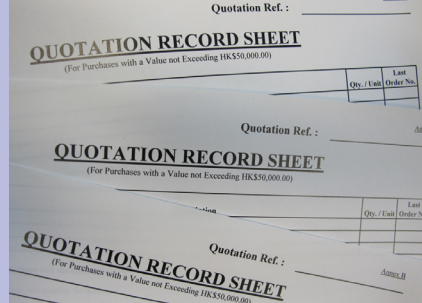 Quotation Ref. :
QUOTATION RECORD SHEET
(For Purchases with a Value not Exceeding HK$50,000.00)
Qty. / Unit
Last Order No.
Quotation Ref. :
QUOTATION RECORD SHEET
(For Purchases with a Value not Exceeding HK$50,000.00)
Qty. / Unit
Last
Order
Quotation Ref. :
Annex B
QUOTATION RECORD SHEET
(For Purchases with a Value not Exceeding HK$50,000.00)